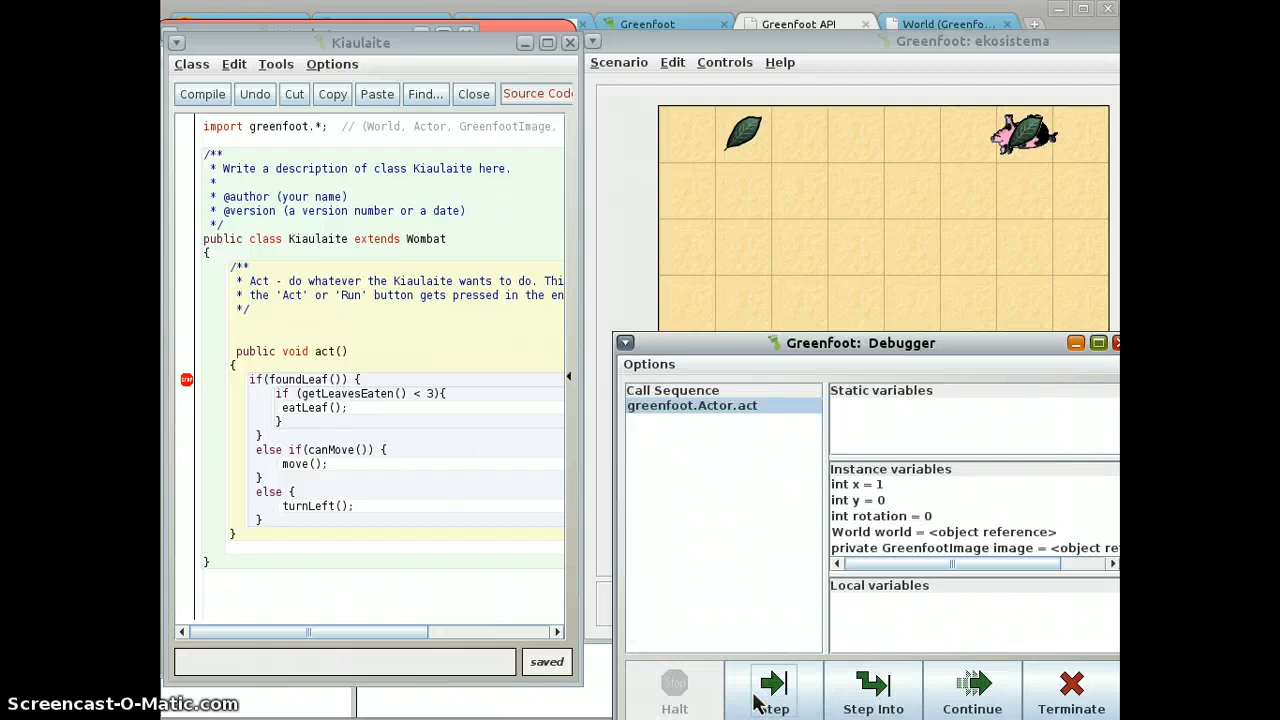 Greenfoot
Greenfoot API
World (Greenfo...
Kiaulaite
Greenfoot: ekosistema
Class Edit Tools Options
Scenario Edit Controls Help
Compile Undo Cut Copy Paste Find... Close Source Code
import greenfoot.*;  // (World, Actor, GreenfootImage,
/**
* Write a description of class Kiaulaite here.
*
* @author (your name)
* @version (a version number or a date)
*/
public class Kiaulaite extends Wombat
{
/**
* Act - do whatever the Kiaulaite wants to do. Thi
* the 'Act' or 'Run' button gets pressed in the en
*/
public void act()
{
if(foundLeaf()) {
if (getLeavesEaten() < 3){
eatLeaf();
}
}
else if(canMove()) {
move();
}
else {
turnLeft();
}
}
}
saved
Greenfoot: Debugger
Options
Call Sequence
greenfoot.Actor.act
Static variables
Instance variables
int x = 1
int y = 0
int rotation = 0
World world = <object reference>
private GreenfootImage image = <object ref
Local variables
Stop
Halt Step Step Into Continue Terminate
STOP
Screencast-O-Matic.com